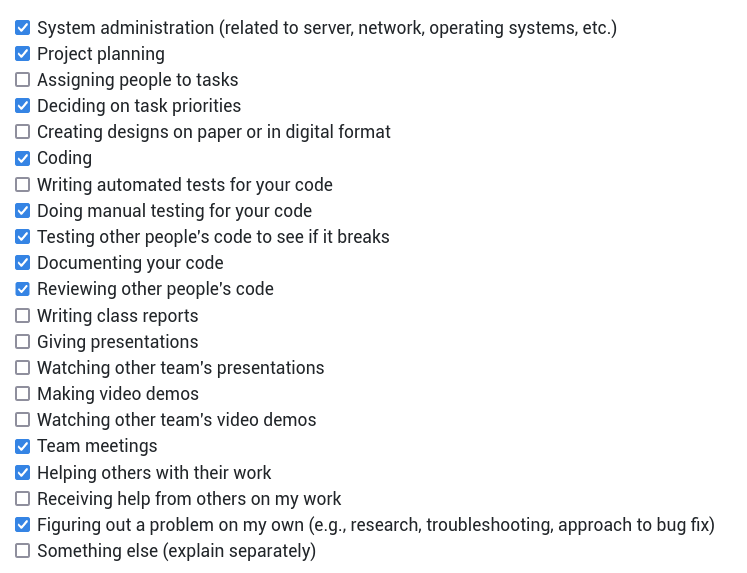 System administration (related to server, network, operating systems, etc.)
Project planning
Assigning people to tasks
Deciding on task priorities
Creating designs on paper or in digital format
Coding
Writing automated tests for your code
Doing manual testing for your code
Testing other people's code to see if it breaks
Documenting your code
Reviewing other people's code
Writing class reports
Giving presentations
Watching other team's presentations
Making video demos
Watching other team's video demos
Team meetings
Helping others with their work
Receiving help from others on my work
Figuring out a problem on my own (e.g., research, troubleshooting, approach to bug fix)
Something else (explain separately)